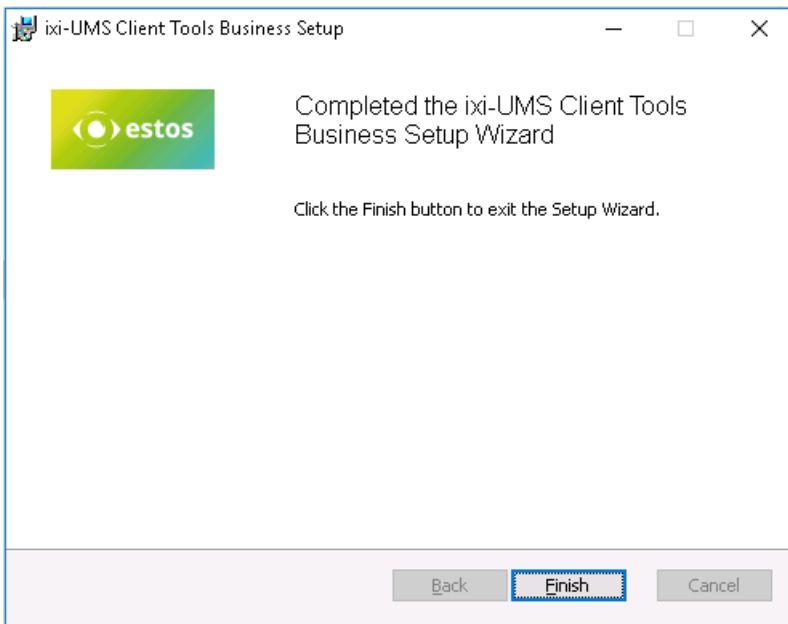 ixi-UMS Client Tools Business Setup
estos
Completed the ixi-UMS Client Tools
Business Setup Wizard
Click the Finish button to exit the Setup Wizard.
Back Finish Cancel